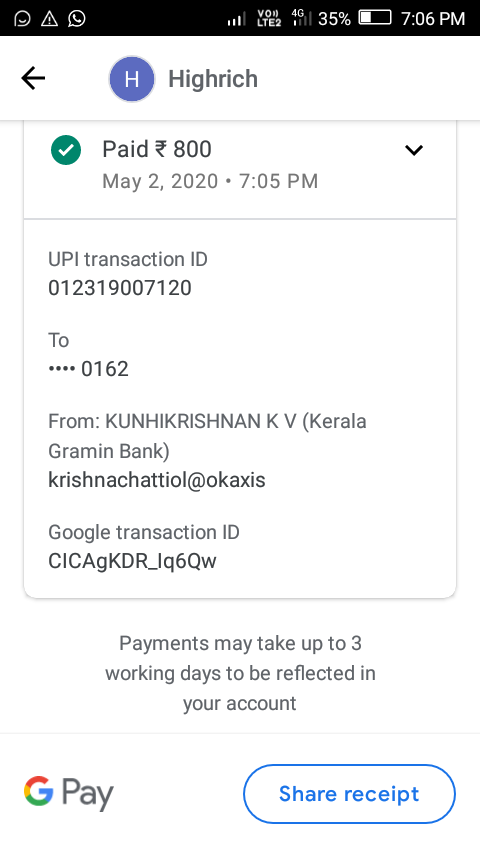 VO)) LTE2 4G 35% 7:06 PM
H Highrich
Paid ₹ 800
May 2, 2020 • 7:05 PM
UPI transaction ID
012319007120
To
•••• 0162
From: KUNHIKRISHNAN K V (Kerala
Gramin Bank)
krishnachattiol@okaxis
Google transaction ID
CICAgKDR_Iq6Qw
Payments may take up to 3
working days to be reflected in
your account
G Pay
Share receipt